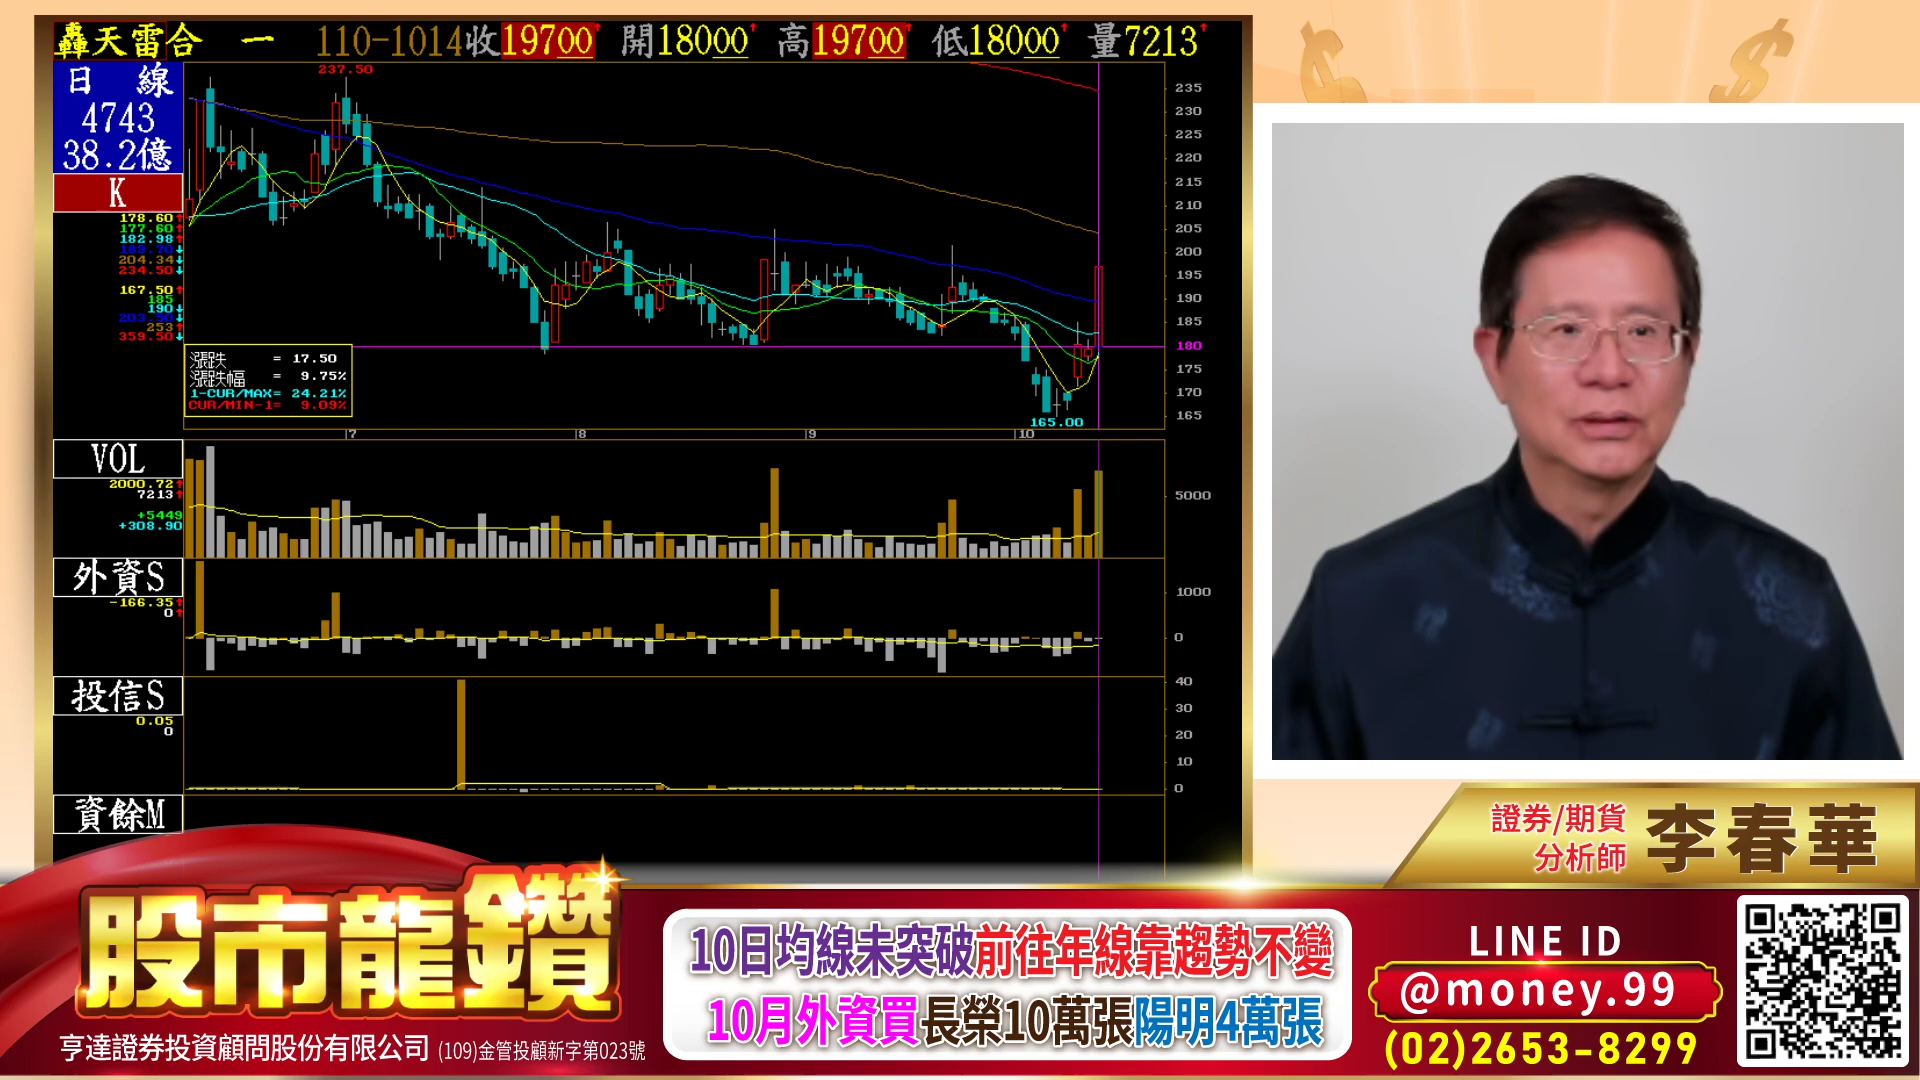 轟天雷合一 110-1014收19700 開18000 高19700 低18000 量7213
日 線
4743
38.2億
K
178.60
177.60
182.98
189.70
204.34
234.50
167.50
185
190
203.50
253
359.50
237.50
235
230
225
220
215
210
205
200
195
190
185
180
175
170
165
漲跌 = 17.50
漲跌幅 = 9.75%
1-CUR/MAX= 24.21%
CUR/MIN-1= 9.09%
165.00
7 8 9 10
VOL
2000.72
7213
+5449
+308.90
5000
外資S
-166.35
0
1000
0
投信S
0.05
0
40
30
20
10
0
資餘M
證券/期貨
分析師
李春華
股市龍鑽
亨達證券投資顧問股份有限公司 (109)金管投顧新字第023號
10日均線未突破前往年線靠趨勢不變
10月外資買長榮10萬張陽明4萬張
LINE ID
@money.99
(02)2653-8299